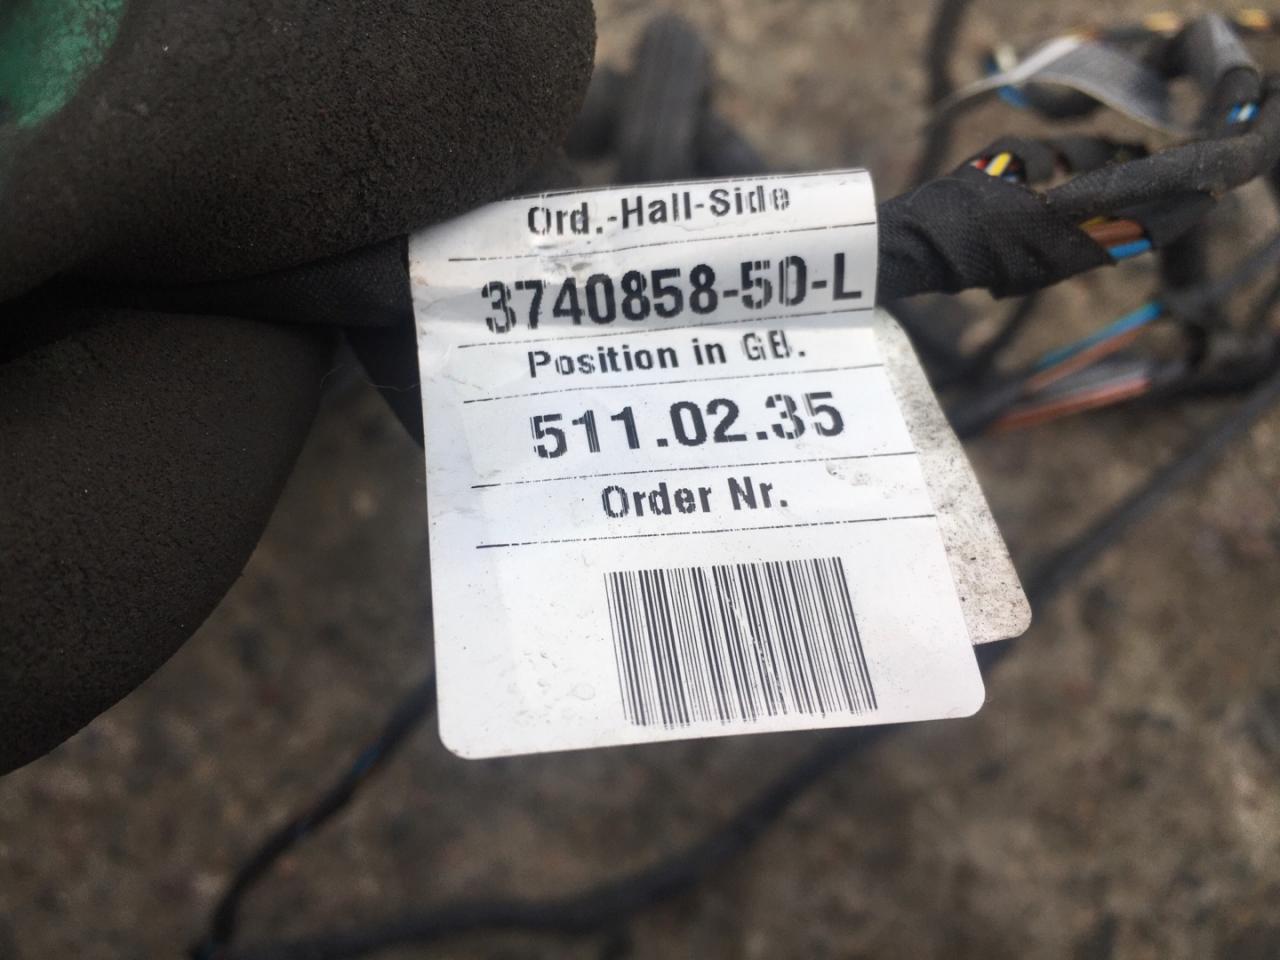 Ord.-Hall-Side
3740858-50-L
Position in GB.
511.02.35
Order Nr.